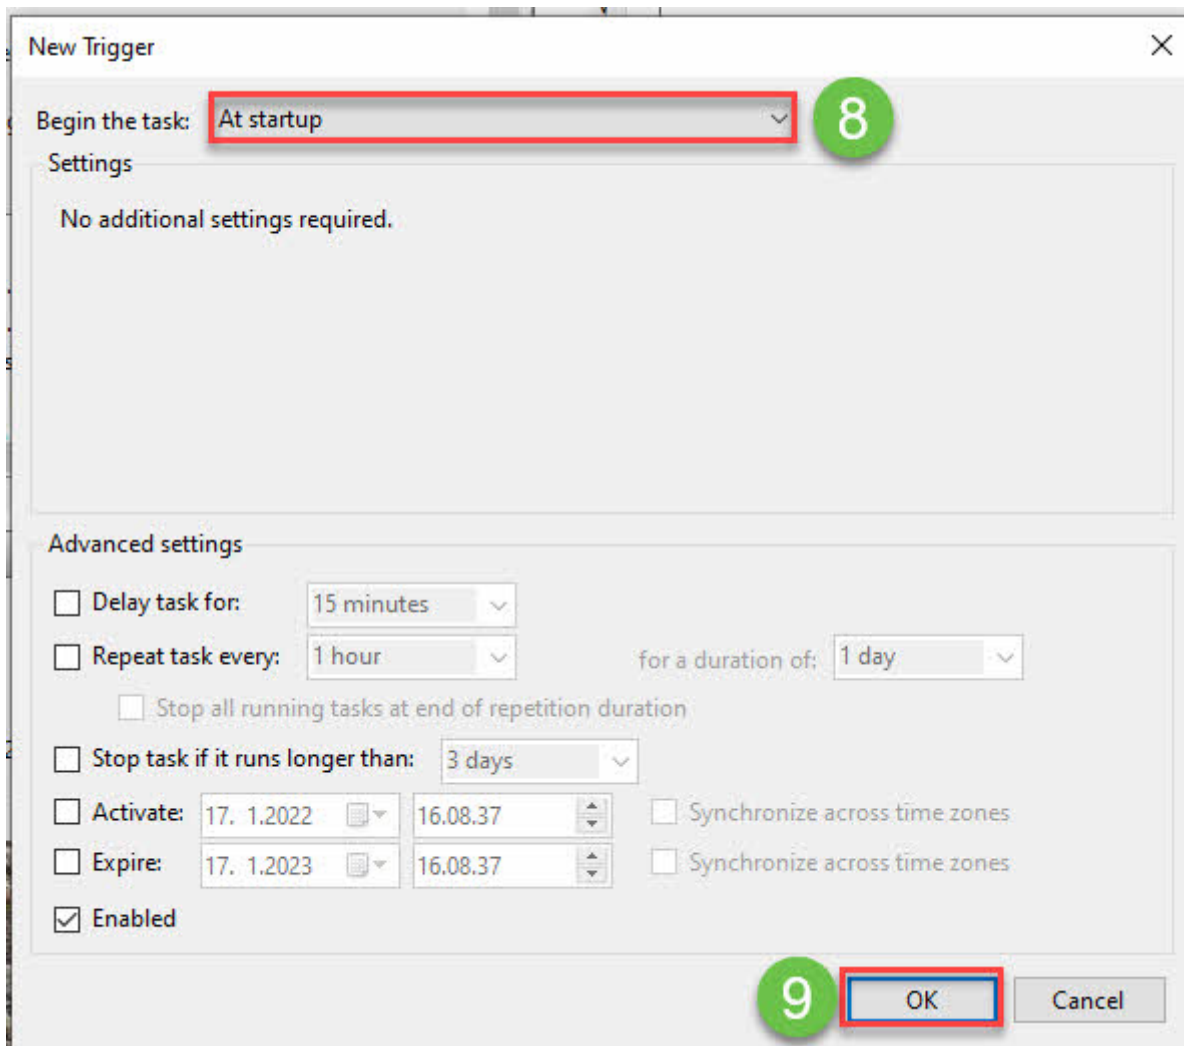 New Trigger
Begin the task: At startup 8
Settings
No additional settings required.
Advanced settings
Delay task for: 15 minutes
Repeat task every: 1 hour for a duration of: 1 day
Stop all running tasks at end of repetition duration
Stop task if it runs longer than: 3 days
Activate: 17. 1.2022 16.08.37 Synchronize across time zones
Expire: 17. 1.2023 16.08.37 Synchronize across time zones
Enabled
9 OK Cancel